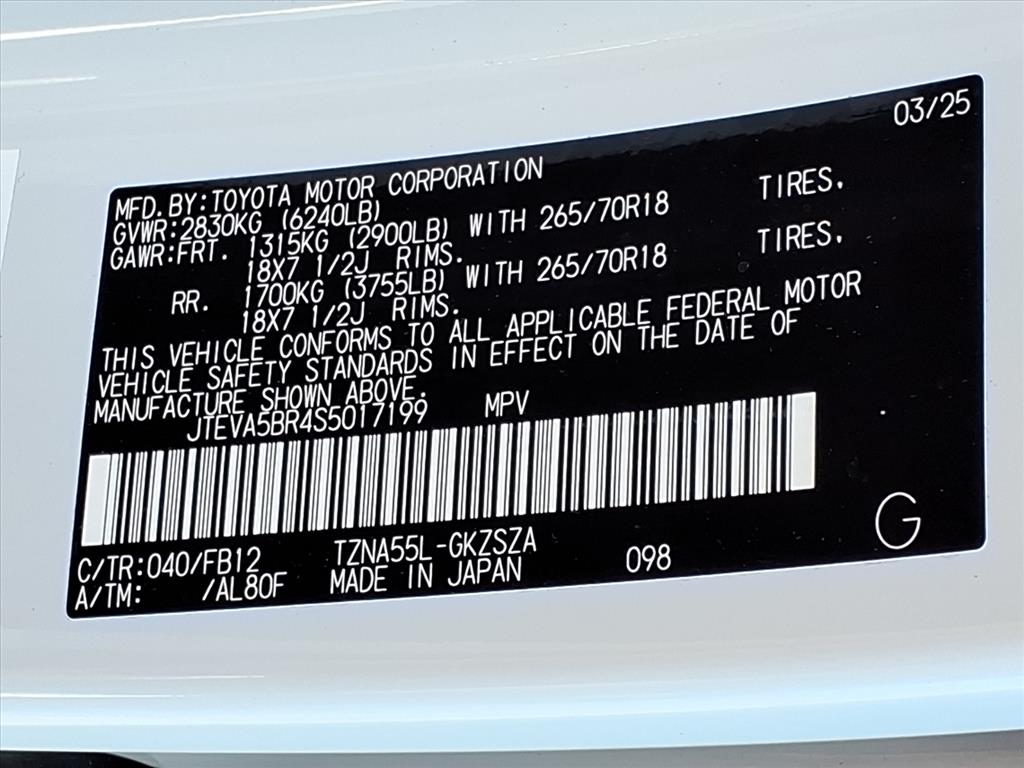 03/25
MFD. BY:TOYOTA MOTOR CORPORATION
GVWR:2830KG (6240LB)
GAWR:FRT. 1315KG (2900LB) WITH 265/70R18 TIRES.
18X7 1/2J RIMS.
RR. 1700KG (3755LB) WITH 265/70R18 TIRES.
18X7 1/2J RIMS.
THIS VEHICLE CONFORMS TO ALL APPLICABLE FEDERAL MOTOR
VEHICLE SAFETY STANDARDS IN EFFECT ON THE DATE OF
MANUFACTURE SHOWN ABOVE.
JTEVA5BR4S5017199 MPV
C/TR:040/FB12 TZNA55L-GKZSZA
A/TM: /AL80F MADE IN JAPAN 098
G